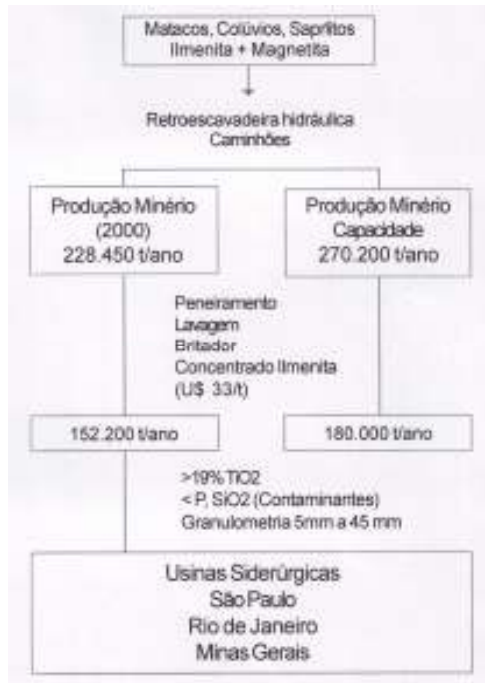 Matacos, Colúvios, Saprlitos
Ilmenita + Magnetita
Retroescavadeira hidráulica
Caminhões
Produção Minério
(2000)
228.450 t/ano
Produção Minério
Capacidade
270.200 t/ano
Peneiramento
Lavagem
Britador
Concentrado Ilmenita
(U$ 33/t)
152.200 t/ano
180.000 t/ano
>19% TiO2
< P, SiO2 (Contaminantes)
Granulometria 5mm a 45 mm
Usinas Siderúrgicas
São Paulo
Rio de Janeiro
Minas Gerais